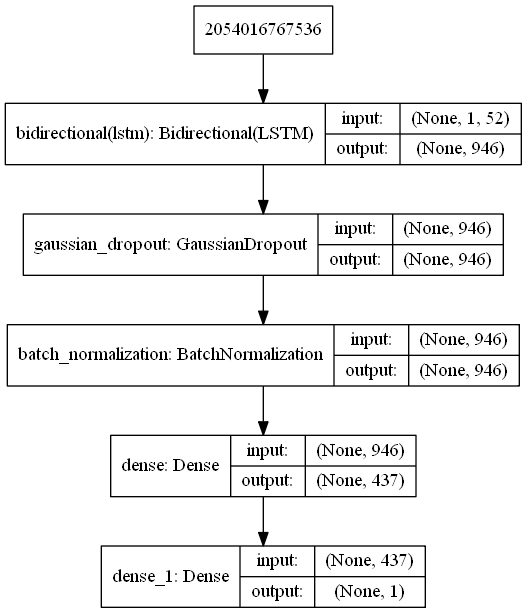 2054016767536
bidirectional(lstm): Bidirectional(LSTM)
input: (None, 1, 52)
output: (None, 946)
gaussian_dropout: GaussianDropout
input: (None, 946)
output: (None, 946)
batch_normalization: BatchNormalization
input: (None, 946)
output: (None, 946)
dense: Dense
input: (None, 946)
output: (None, 437)
dense_1: Dense
input: (None, 437)
output: (None, 1)